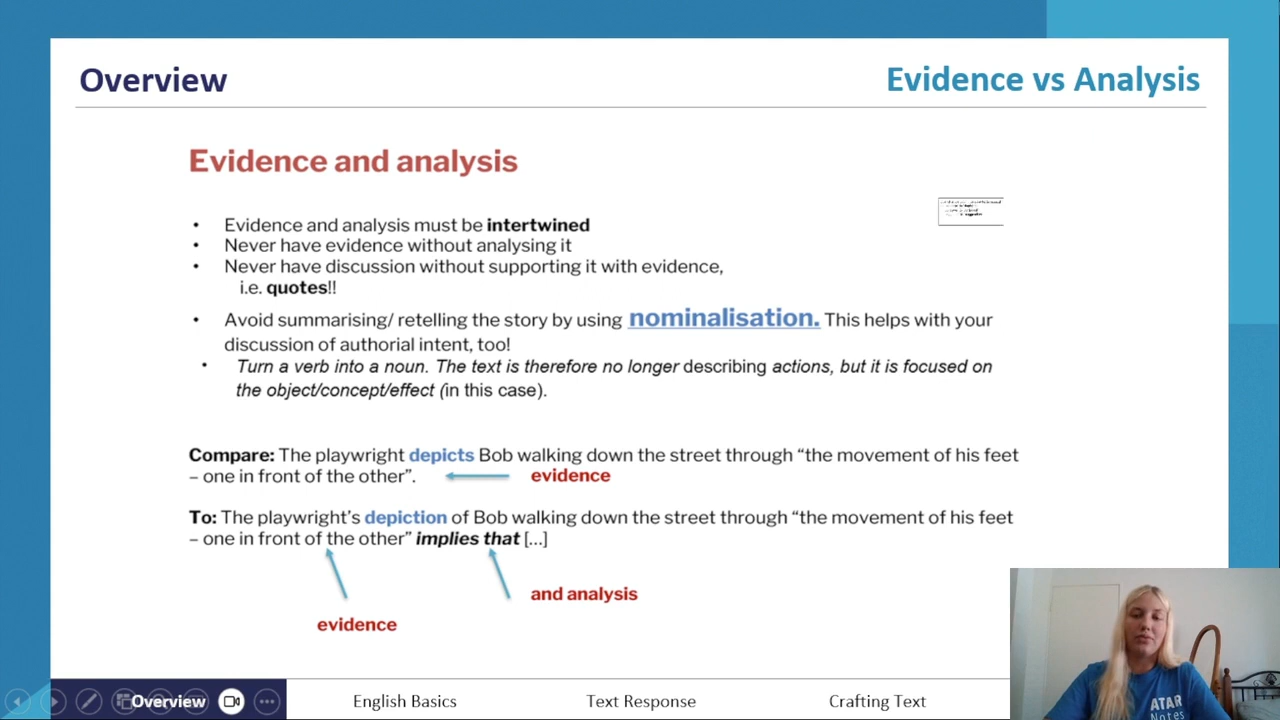 Overview
Evidence vs Analysis
Evidence and analysis
• Evidence and analysis must be intertwined
• Never have evidence without analysing it
• Never have discussion without supporting it with evidence,
i.e. quotes!!
• Avoid summarising/ retelling the story by using nominalisation. This helps with your
discussion of authorial intent, too!
• Turn a verb into a noun. The text is therefore no longer describing actions, but it is focused on
the object/concept/effect (in this case).
Compare: The playwright depicts Bob walking down the street through “the movement of his feet
– one in front of the other”.
evidence
To: The playwright’s depiction of Bob walking down the street through “the movement of his feet
– one in front of the other” implies that [...]
and analysis
evidence
Overview
English Basics
Text Response
Crafting Text
ATAR
Notes